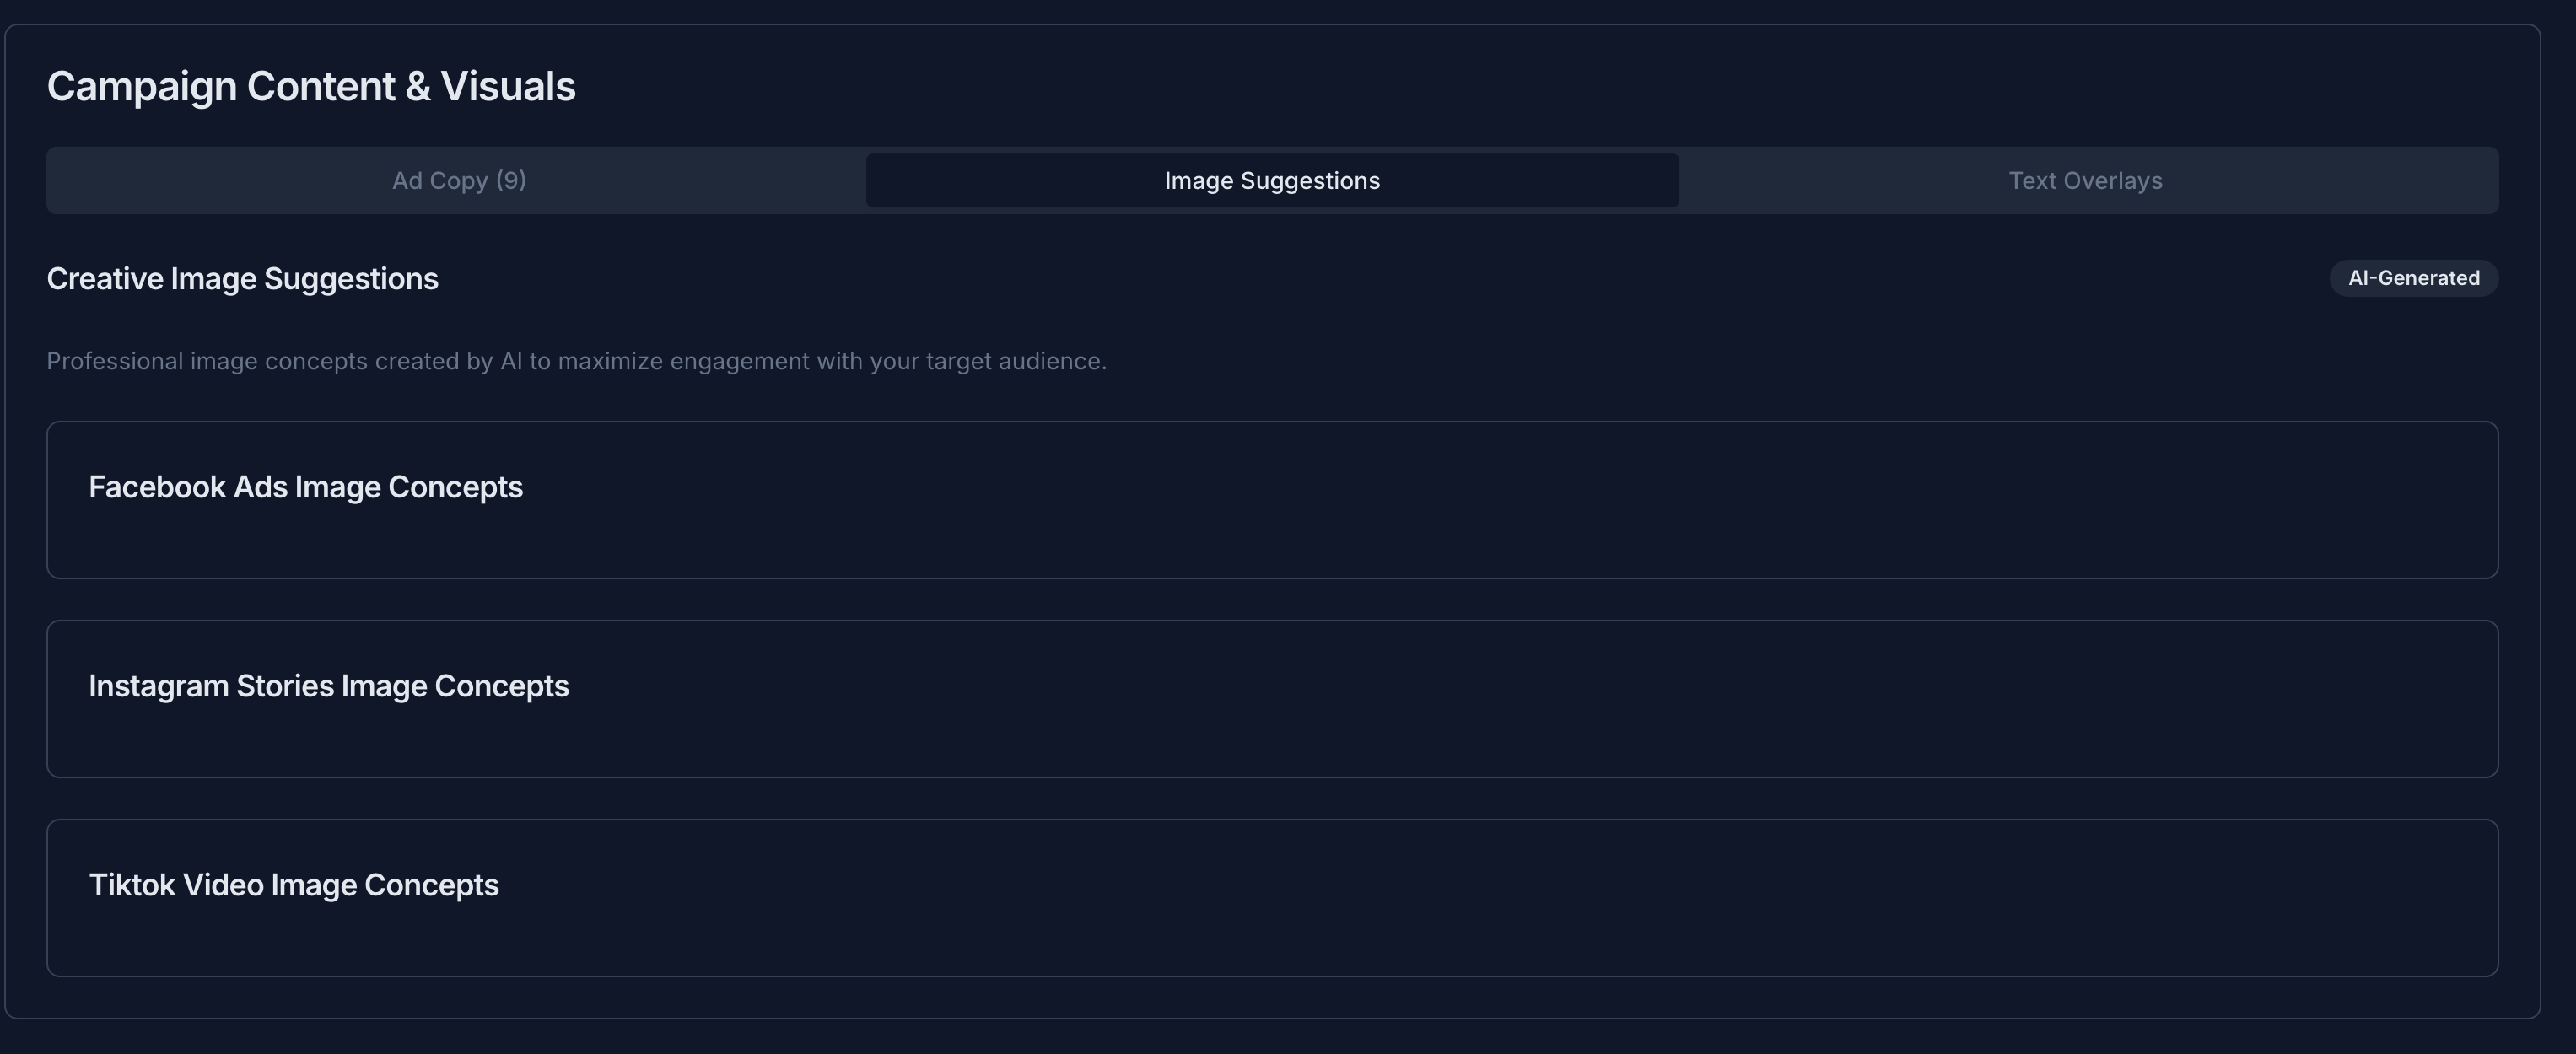 Campaign Content & Visuals
Ad Copy (9)
Image Suggestions
Text Overlays
Creative Image Suggestions
AI-Generated
Professional image concepts created by AI to maximize engagement with your target audience.
Facebook Ads Image Concepts
Instagram Stories Image Concepts
Tiktok Video Image Concepts